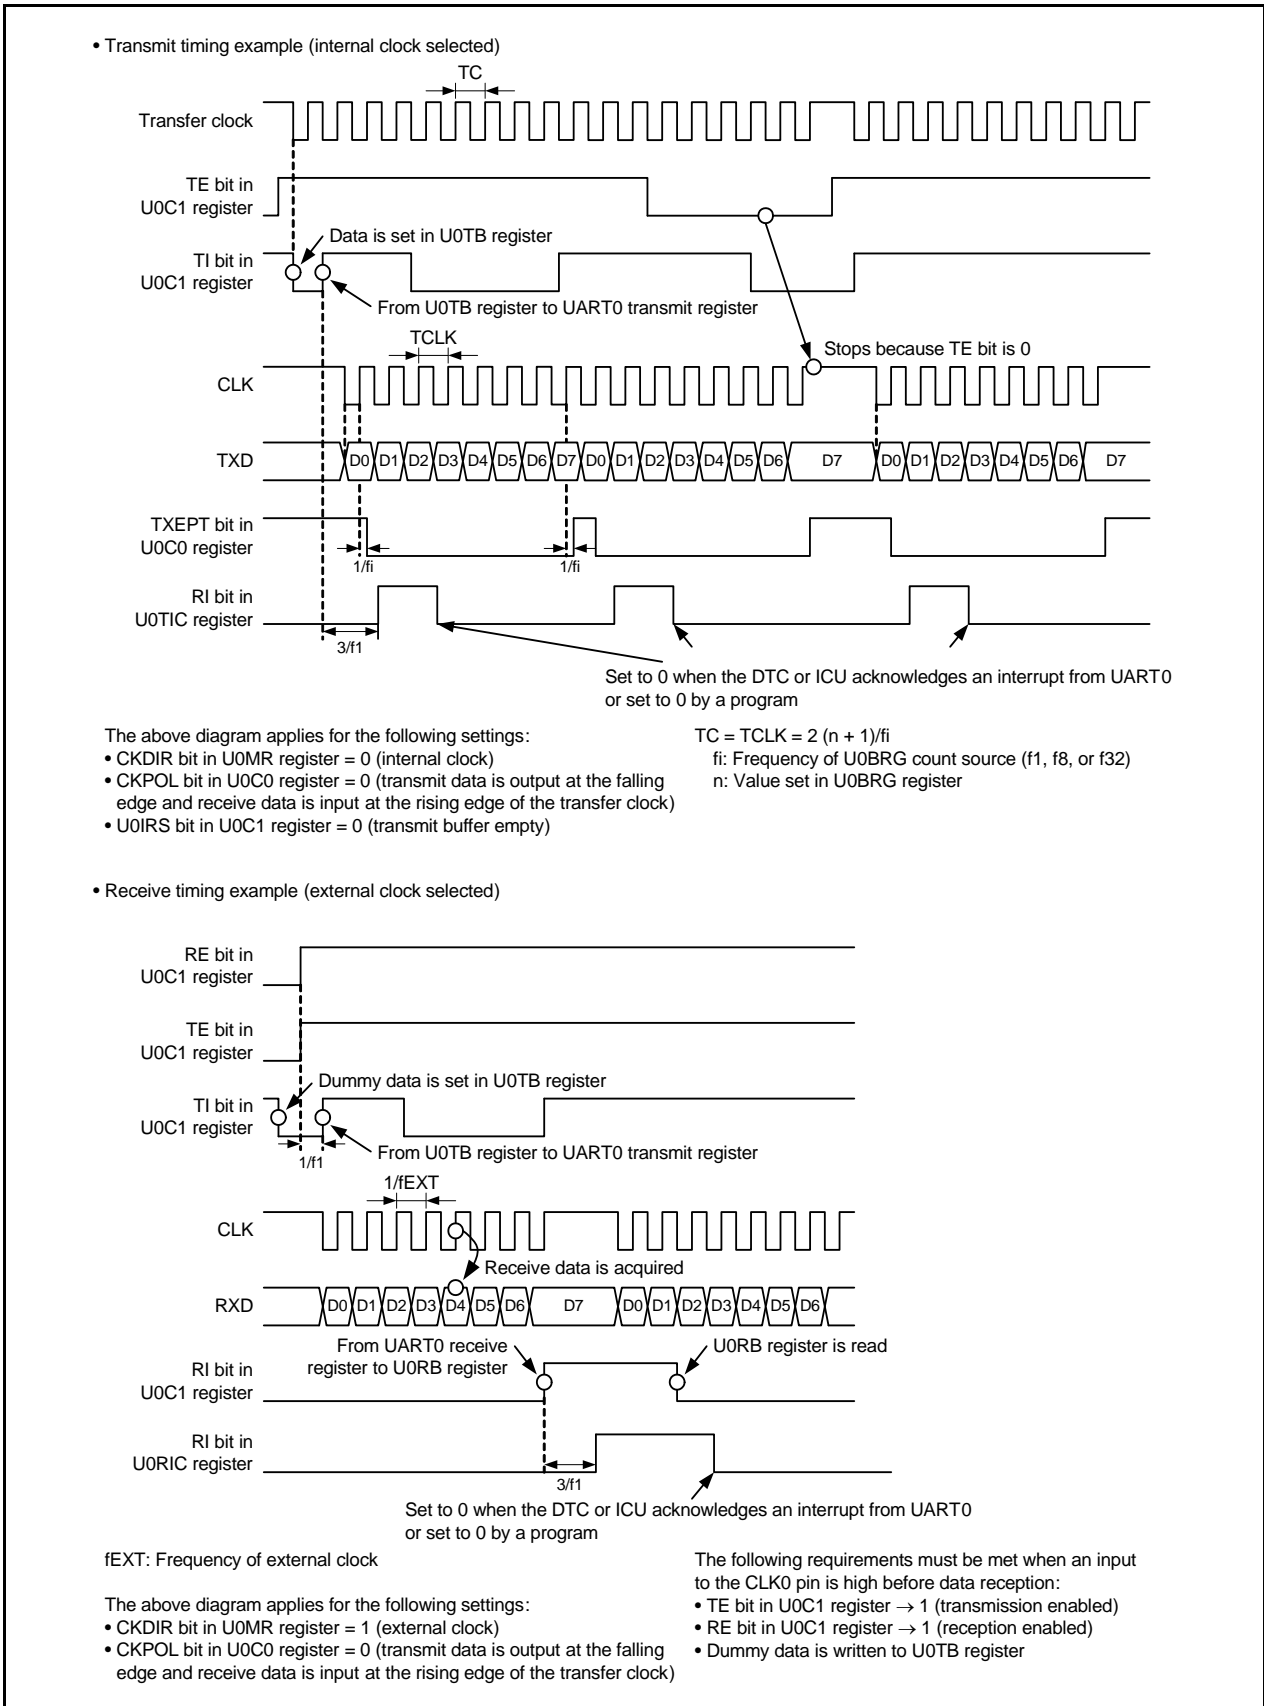 • Transmit timing example (internal clock selected)
TC
Transfer clock
TE bit in
U0C1 register
Data is set in U0TB register
TI bit in
U0C1 register
From U0TB register to UART0 transmit register
TCLK
Stops because TE bit is 0
CLK
TXD
D0 D1 D2 D3 D4 D5 D6 D7 D0 D1 D2 D3 D4 D5 D6 D7 D0 D1 D2 D3 D4 D5 D6 D7
TXEPT bit in
U0C0 register
1/fi
1/fi
RI bit in
U0TIC register
3/f1
Set to 0 when the DTC or ICU acknowledges an interrupt from UART0
or set to 0 by a program
The above diagram applies for the following settings:
• CKDIR bit in U0MR register = 0 (internal clock)
• CKPOL bit in U0C0 register = 0 (transmit data is output at the falling
edge and receive data is input at the rising edge of the transfer clock)
• U0IRS bit in U0C1 register = 0 (transmit buffer empty)
TC = TCLK = 2 (n + 1)/fi
fi: Frequency of U0BRG count source (f1, f8, or f32)
n: Value set in U0BRG register
• Receive timing example (external clock selected)
RE bit in
U0C1 register
TE bit in
U0C1 register
Dummy data is set in U0TB register
TI bit in
U0C1 register
From U0TB register to UART0 transmit register
1/f1
1/fEXT
CLK
Receive data is acquired
RXD
D0 D1 D2 D3 D4 D5 D6 D7 D0 D1 D2 D3 D4 D5 D6
From UART0 receive
register to U0RB register
U0RB register is read
RI bit in
U0C1 register
RI bit in
U0RIC register
3/f1
Set to 0 when the DTC or ICU acknowledges an interrupt from UART0
or set to 0 by a program
fEXT: Frequency of external clock
The above diagram applies for the following settings:
• CKDIR bit in U0MR register = 1 (external clock)
• CKPOL bit in U0C0 register = 0 (transmit data is output at the falling
edge and receive data is input at the rising edge of the transfer clock)
The following requirements must be met when an input
to the CLK0 pin is high before data reception:
• TE bit in U0C1 register → 1 (transmission enabled)
• RE bit in U0C1 register → 1 (reception enabled)
• Dummy data is written to U0TB register